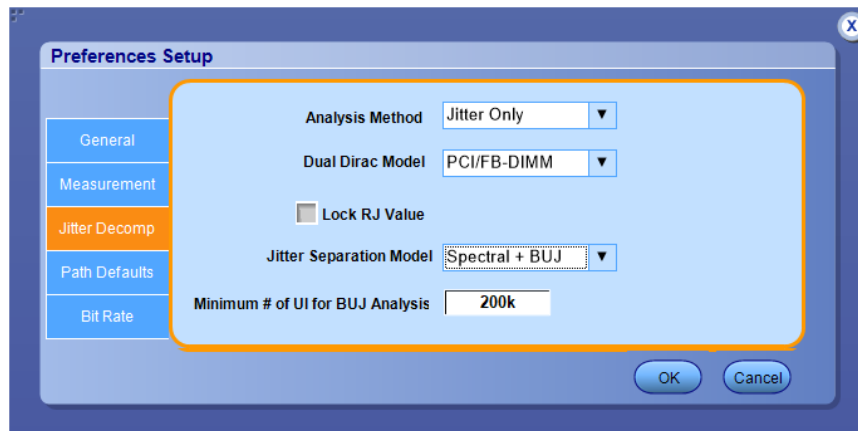 X
Preferences Setup
General
Measurement
Jitter Decomp
Path Defaults
Bit Rate
Analysis Method Jitter Only
Dual Dirac Model PCI/FB-DIMM
Lock RJ Value
Jitter Separation Model Spectral + BUJ
Minimum # of UI for BUJ Analysis 200k
OK Cancel